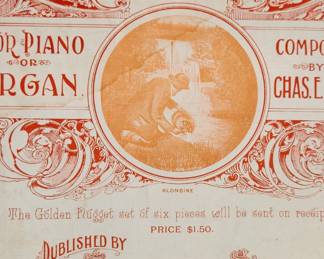 OR PIANO
OR
RGAN.
COMPO
BY
CHAS. E.
KLONDIKE
The Golden Nugget set of six pieces will be sent on receip
PRICE $1.50.
PUBLISHED BY